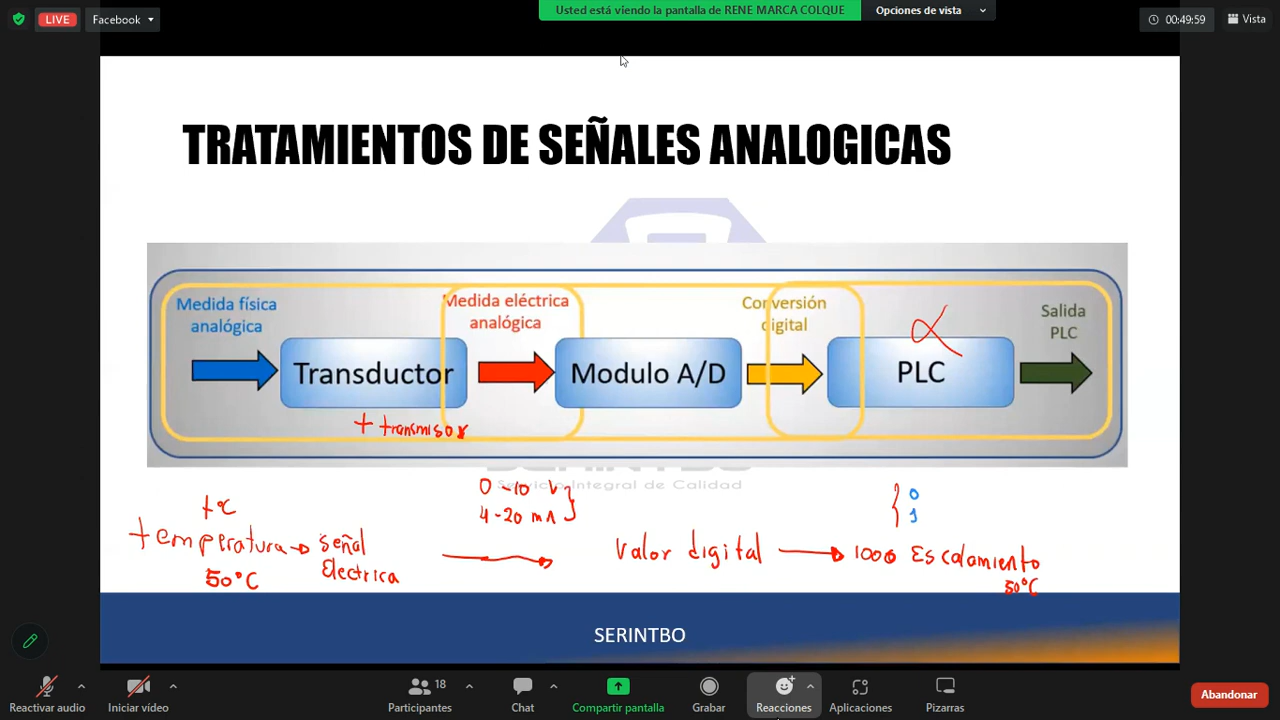 LIVE
Facebook
Usted está viendo la pantalla de RENE MARCA COLQUE
Opciones de vista
00:49:59
Vista
TRATAMIENTOS DE SEÑALES ANALOGICAS
Medida física
analógica
Medida eléctrica
analógica
Conversión
digital
Salida
PLC
Transductor
Modulo A/D
PLC
+ transmisor
Servicio Integral de Calidad
0 -10 V
4-20 mA
0
1
t°c
temperatura
señal
Electrica
Valor digital
1000 Escalamiento
50°C
50°C
SERINTBO
Reactivar audio
Iniciar vídeo
18
Participantes
Chat
Compartir pantalla
Grabar
Reacciones
Aplicaciones
Pizarras
Abandonar